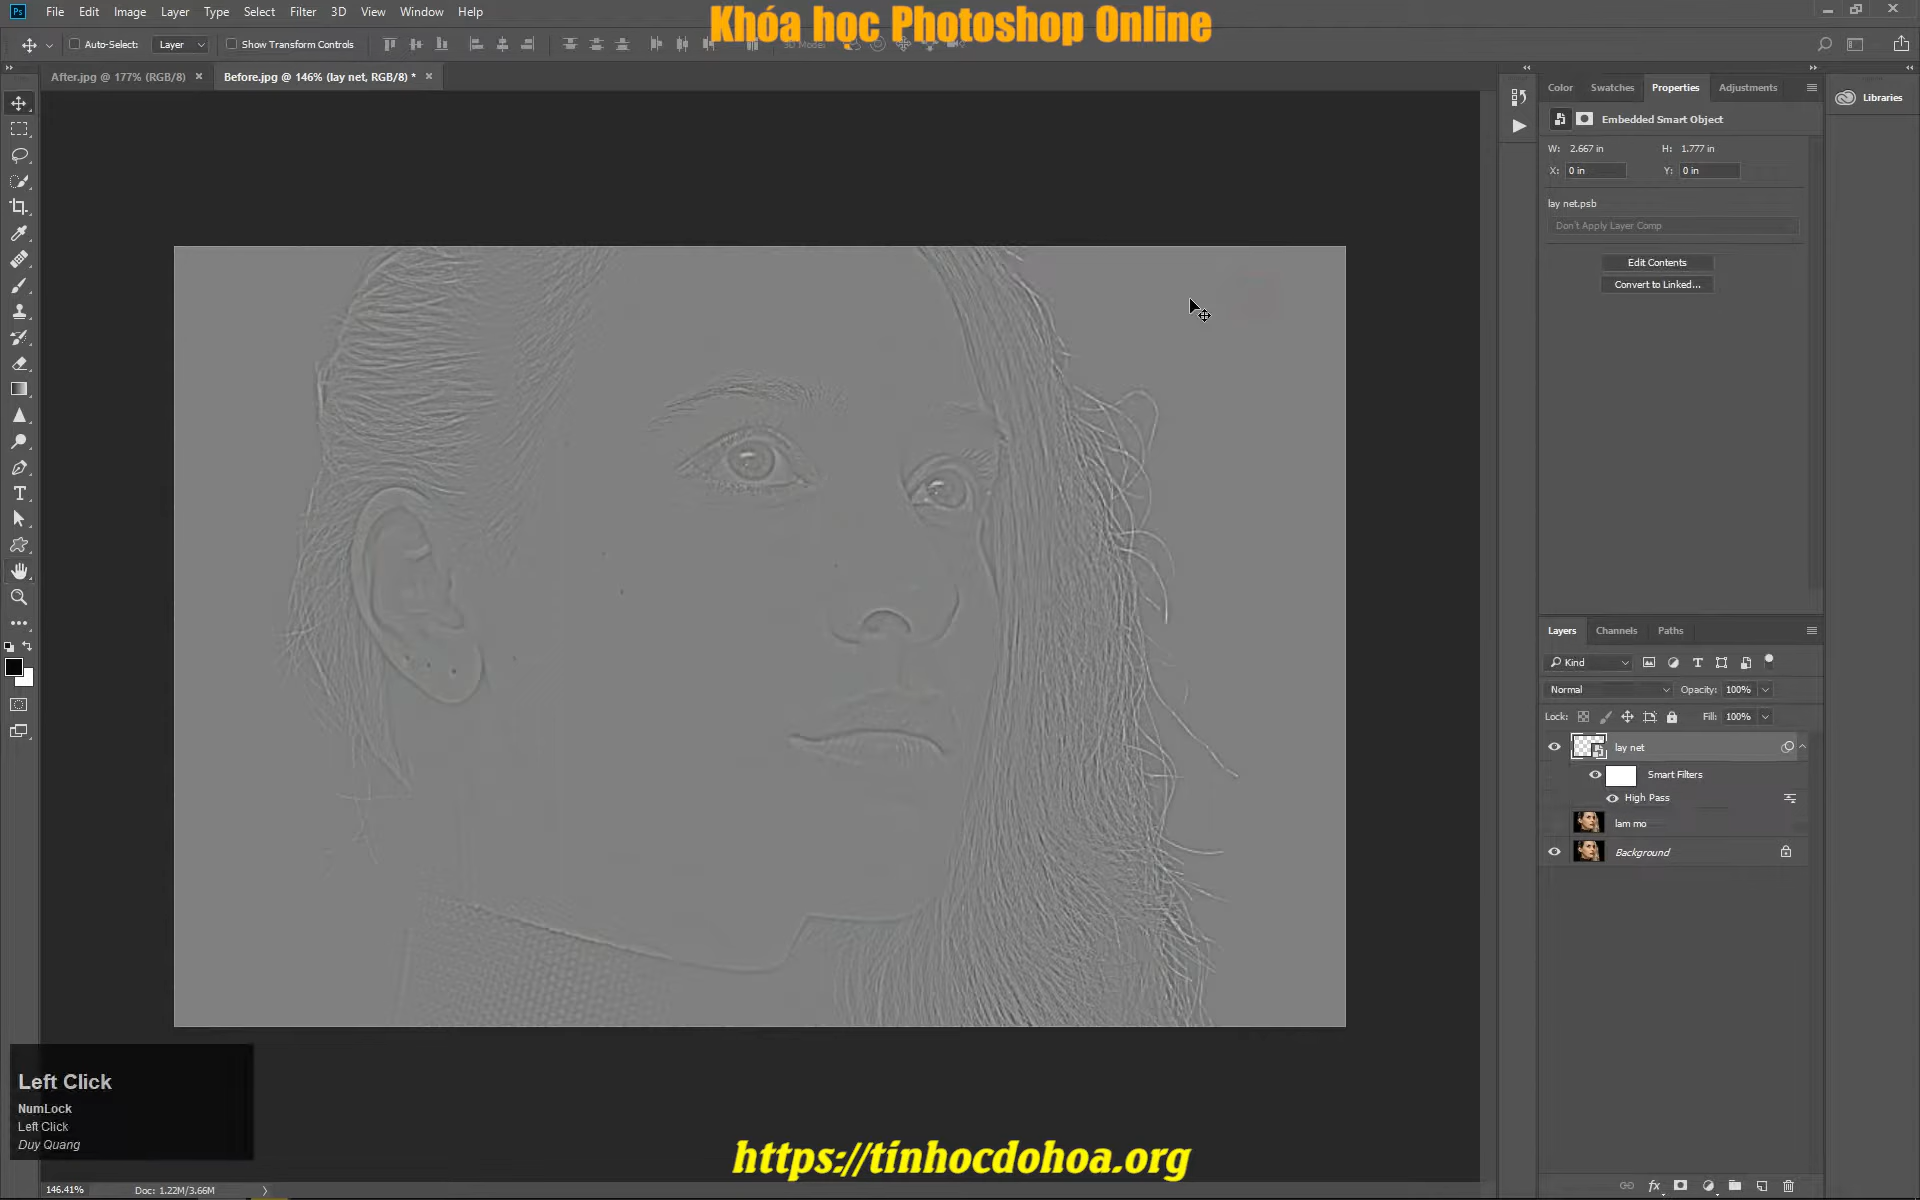 Ps File Edit Image Layer Type Select Filter 3D View Window Help
Khóa học Photoshop Online
Auto-Select: Layer Show Transform Controls
3D Mode:
After.jpg @ 177% (RGB/8) × Before.jpg @ 146% (lay net, RGB/8) * ×
Color Swatches Properties Adjustments
Libraries
Embedded Smart Object
W: 2.667 in H: 1.777 in
X: 0 in Y: 0 in
lay net.psb
Don't Apply Layer Comp
Edit Contents
Convert to Linked...
Layers Channels Paths
Kind
Normal Opacity: 100%
Lock: Fill: 100%
lay net
Smart Filters
High Pass
lam mo
Background
Left Click
NumLock
Left Click
Duy Quang
https://tinhocdohoa.org
146.41% Doc: 1.22M/3.66M
fx